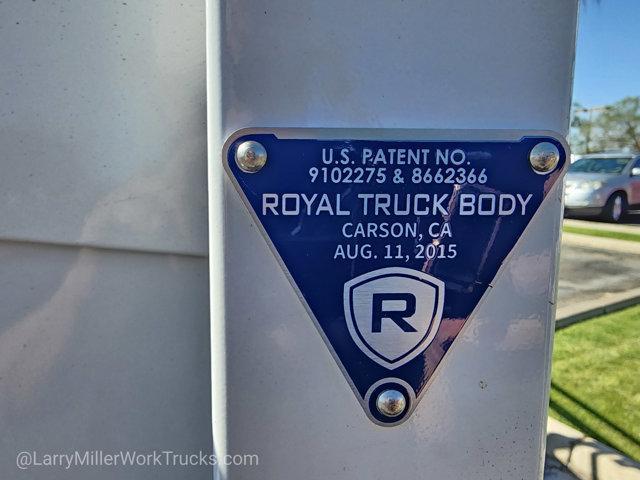 U.S. PATENT NO.
9102275 & 8662366
ROYAL TRUCK BODY
CARSON, CA
AUG. 11, 2015
R
@LarryMillerWorkTrucks.com